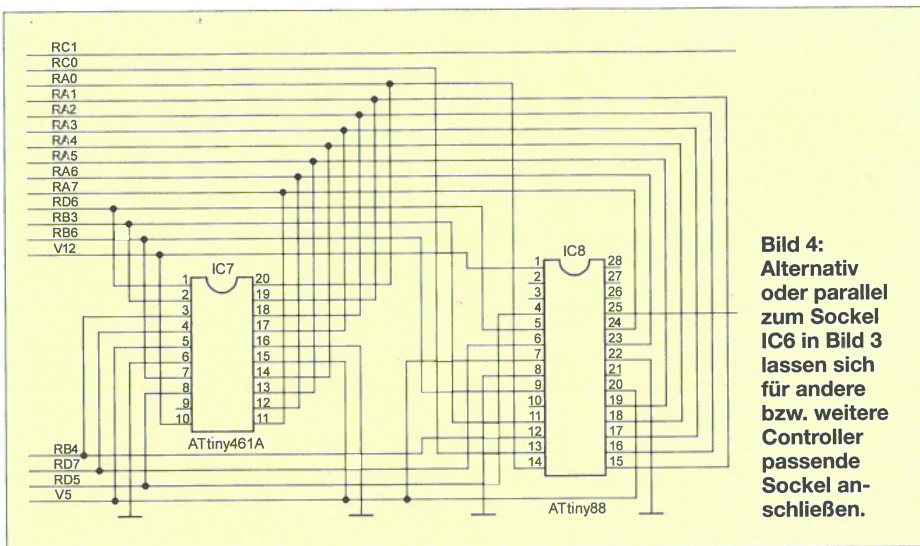 RC1
RC0
RA0
RA1
RA2
RA3
RA4
RA5
RA6
RA7
RD6
RB3
RB6
V12
IC7
1 20
2 19
3 18
4 17
5 16
6 15
7 14
8 13
9 12
10 11
ATtiny461A
IC8
1 28
2 27
3 26
4 25
5 24
6 23
7 22
8 21
9 20
10 19
11 18
12 17
13 16
14 15
ATtiny88
RB4
RD7
RD5
V5
Bild 4:
Alternativ
oder parallel
zum Sockel
IC6 in Bild 3
lassen sich
für andere
bzw. weitere
Controller
passende
Sockel an-
schließen.